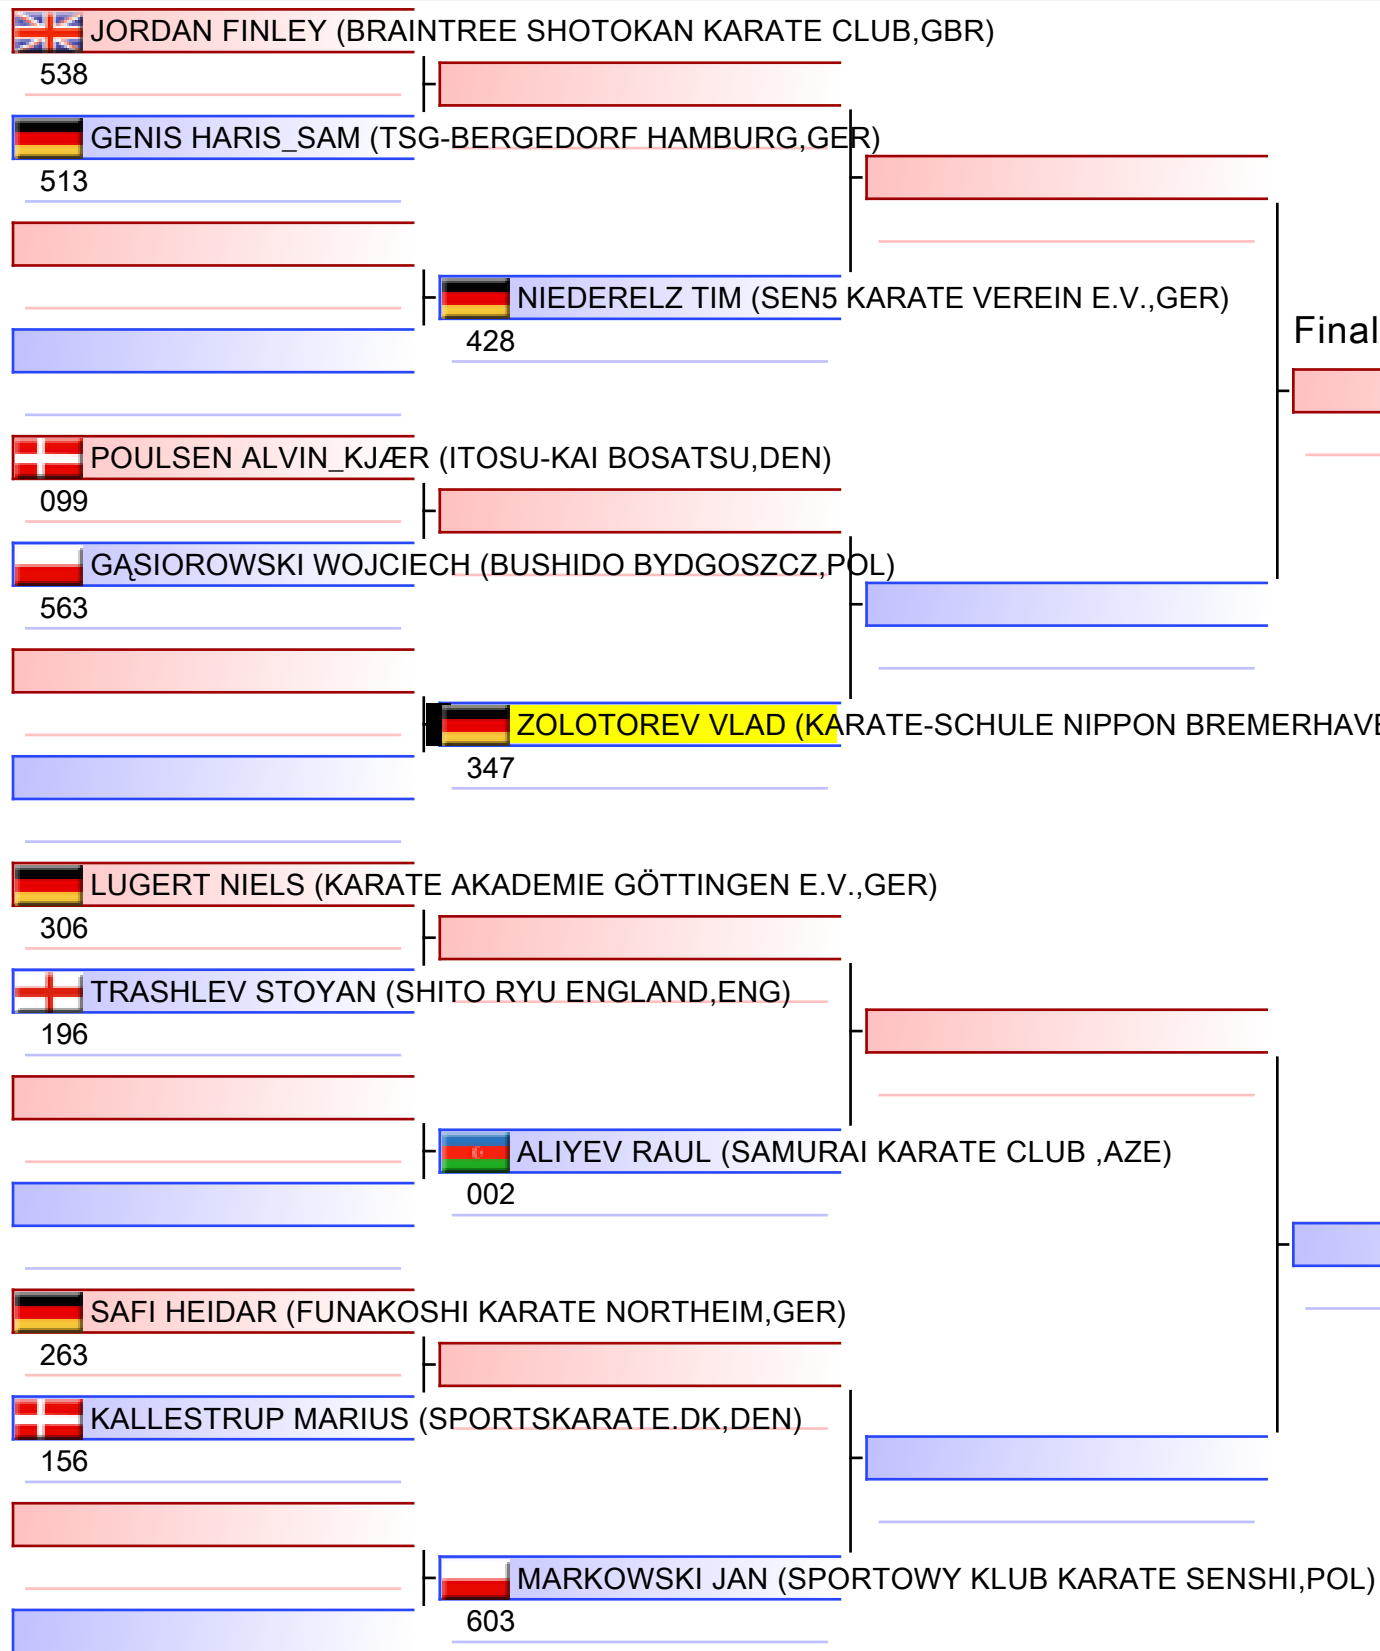 JORDAN FINLEY (BRAINTREE SHOTOKAN KARATE CLUB,GBR)
538
GENIS HARIS_SAM (TSG-BERGEDORF HAMBURG,GER)
513
NIEDERELZ TIM (SEN5 KARATE VEREIN E.V.,GER)
428
Final
POULSEN ALVIN_KJÆR (ITOSU-KAI BOSATSU,DEN)
099
GĄSIOROWSKI WOJCIECH (BUSHIDO BYDGOSZCZ,POL)
563
ZOLOTOREV VLAD (KARATE-SCHULE NIPPON BREMERHAVE
347
LUGERT NIELS (KARATE AKADEMIE GÖTTINGEN E.V.,GER)
306
TRASHLEV STOYAN (SHITO RYU ENGLAND,ENG)
196
ALIYEV RAUL (SAMURAI KARATE CLUB ,AZE)
002
SAFI HEIDAR (FUNAKOSHI KARATE NORTHEIM,GER)
263
KALLESTRUP MARIUS (SPORTSKARATE.DK,DEN)
156
MARKOWSKI JAN (SPORTOWY KLUB KARATE SENSHI,POL)
603